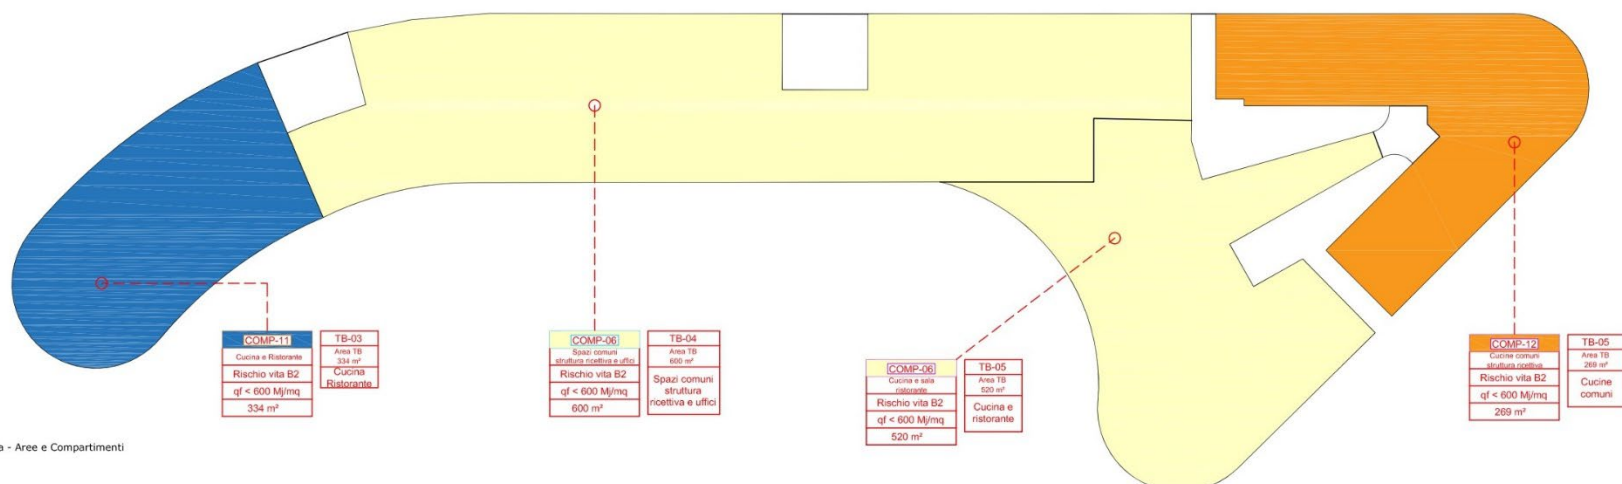 COMP-11
Cucina e Ristorante
Rischio vita B2
qf < 600 Mj/mq
334 m²
TB-03
Area TB
334 m²
Cucina
Ristorante
COMP-06
Spazi comuni
struttura ricettiva e uffici
Rischio vita B2
qf < 600 Mj/mq
600 m²
TB-04
Area TB
600 m²
Spazi comuni
struttura
ricettiva e uffici
COMP-06
Cucina e sala
ristorante
Rischio vita B2
qf < 600 Mj/mq
520 m²
TB-05
Area TB
520 m²
Cucina e
ristorante
COMP-12
Cucine comuni
struttura ricettiva
Rischio vita B2
qf < 600 Mj/mq
269 m²
TB-05
Area TB
269 m²
Cucine
comuni
a - Aree e Compartimenti